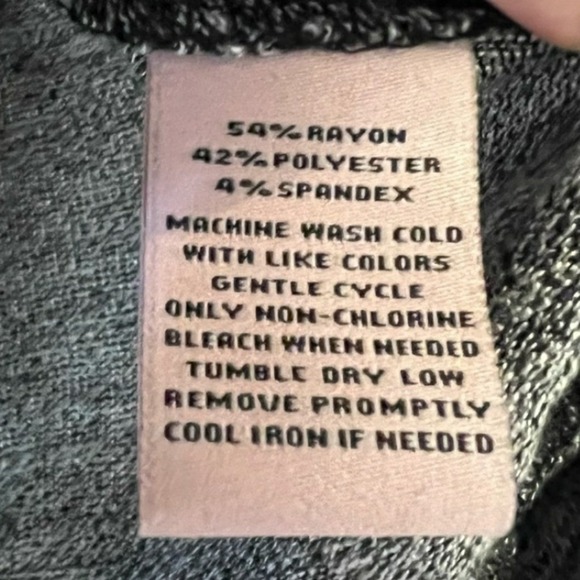 54% RAYON
42% POLYESTER
4% SPANDEX
MACHINE WASH COLD
WITH LIKE COLORS
GENTLE CYCLE
ONLY NON-CHLORINE
BLEACH WHEN NEEDED
TUMBLE DRY LOW
REMOVE PROMPTLY
COOL IRON IF NEEDED